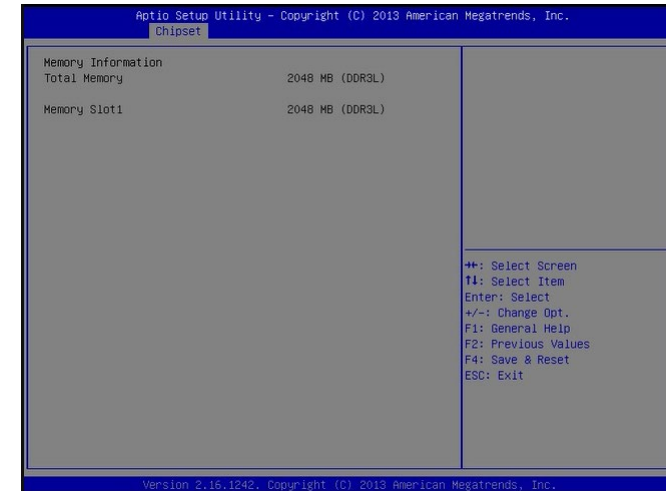 Aptio Setup Utility – Copyright (C) 2013 American Megatrends, Inc.
Chipset
Memory Information
Total Memory 2048 MB (DDR3L)
Memory Slot1 2048 MB (DDR3L)
→←: Select Screen
↑↓: Select Item
Enter: Select
+/-: Change Opt.
F1: General Help
F2: Previous Values
F4: Save & Reset
ESC: Exit
Version 2.16.1242. Copyright (C) 2013 American Megatrends, Inc.